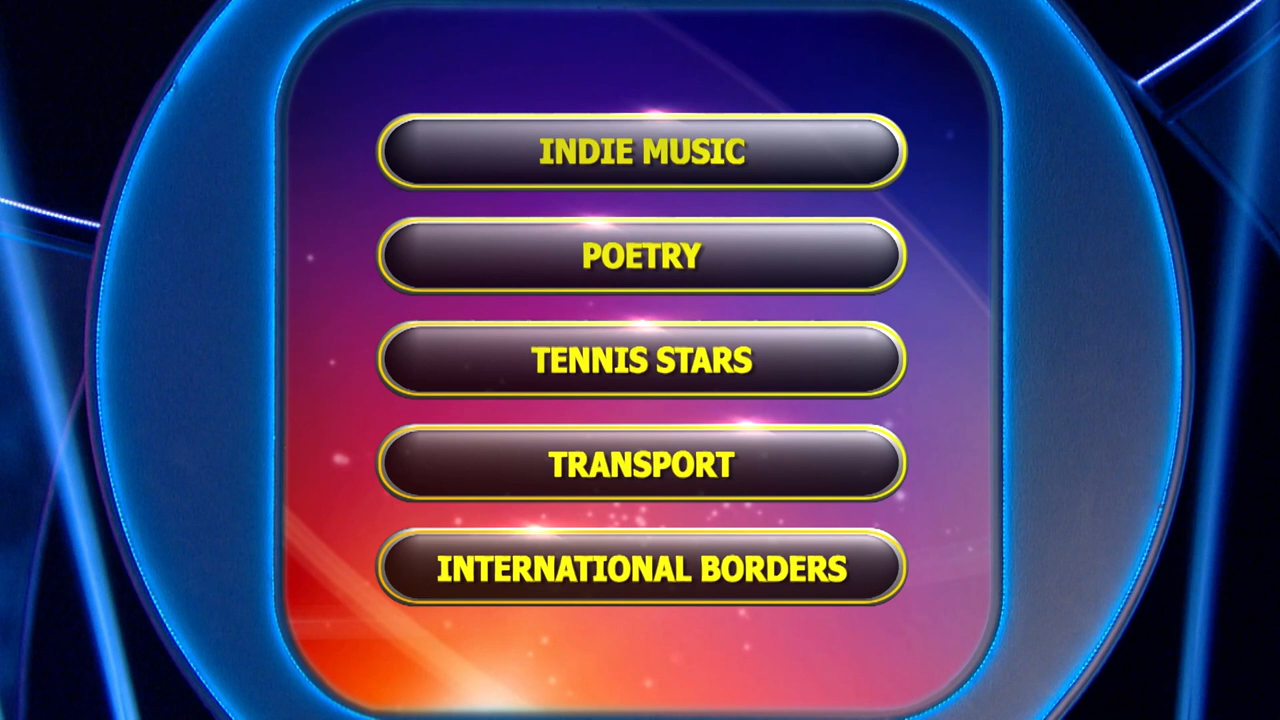 INDIE MUSIC
POETRY
TENNIS STARS
TRANSPORT
INTERNATIONAL BORDERS